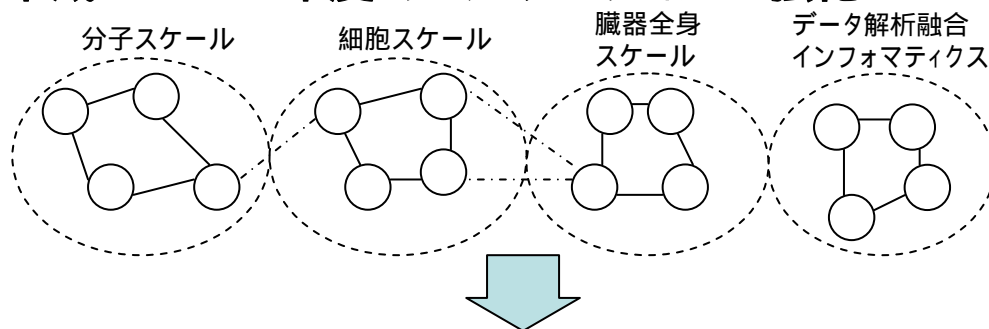 分子スケール
細胞スケール
臓器全身
スケール
データ解析融合
インフォマティクス